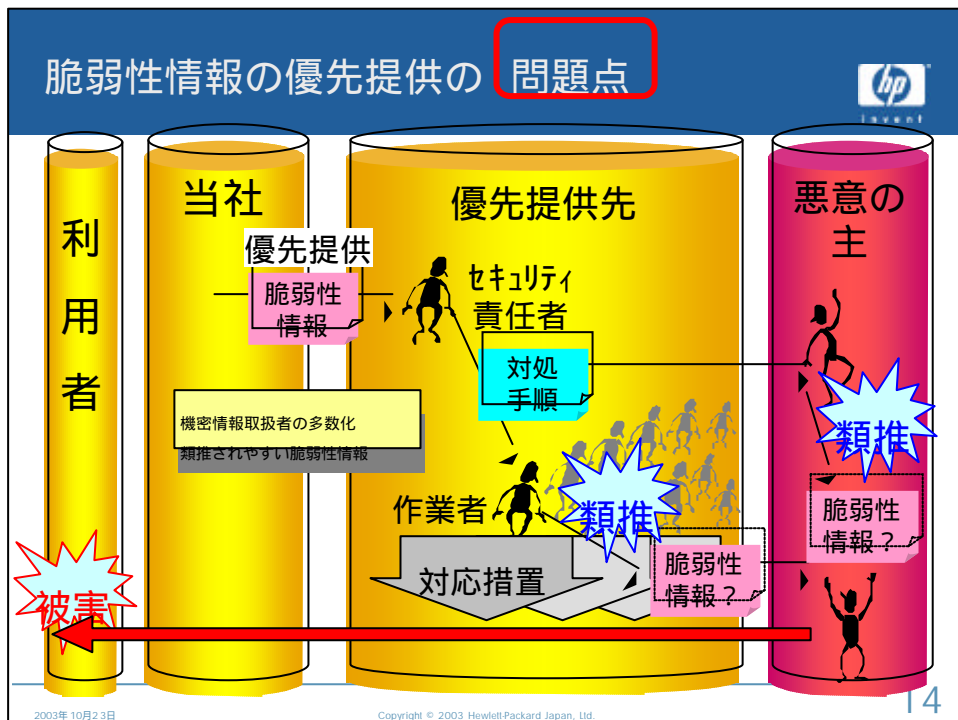 脆弱性情報の優先提供の 問題点
hp
invent
利
用
者
当社
優先提供先
悪意の
主
優先提供
脆弱性
情報
セキュリティ
責任者
対処
手順
機密情報取扱者の多数化
類推されやすい脆弱性情報
類推
作業者
類推
脆弱性
情報？
脆弱性
情報？
対応措置
被害
2003年10月23日
Copyright © 2003 Hewlett-Packard Japan, Ltd.
14